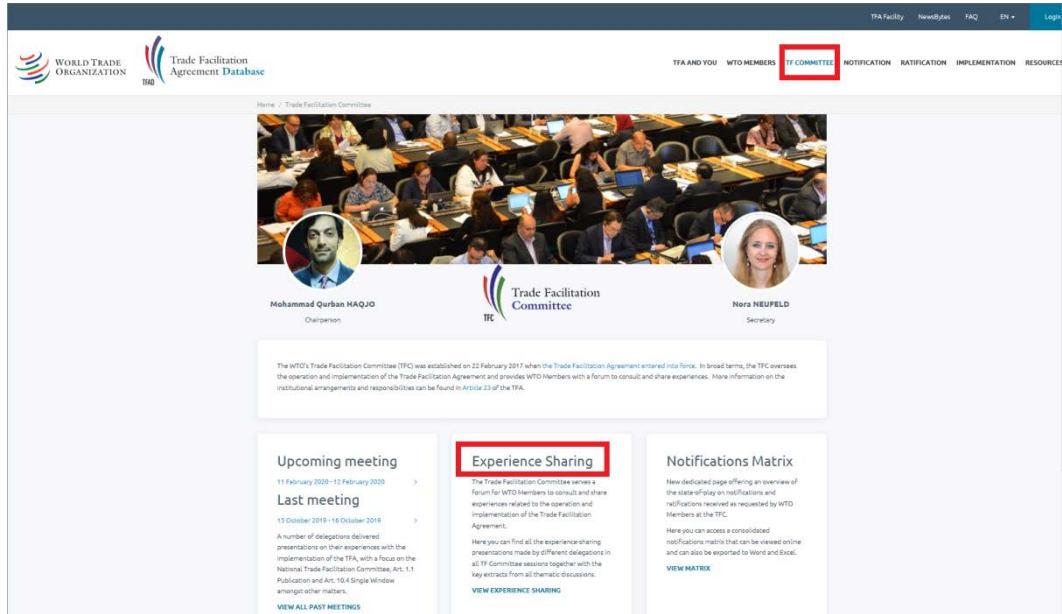 TFA Facility NewsBytes FAQ EN Login
WORLD TRADE
ORGANIZATION
TFAD
Trade Facilitation
Agreement Database
TFA AND YOU WTO MEMBERS TF COMMITTEE NOTIFICATION RATIFICATION IMPLEMENTATION RESOURCES
Home / Trade Facilitation Committee
Mohammad Qurban HAQJO
Chairperson
TFC
Trade Facilitation
Committee
Nora NEUFELD
Secretary
The WTO's Trade Facilitation Committee (TFC) was established on 22 February 2017 when the Trade Facilitation Agreement entered into force. In broad terms, the TFC oversees
the operation and implementation of the Trade Facilitation Agreement and provides WTO Members with a forum to consult and share experiences. More information on the
institutional arrangements and responsibilities can be found in Article 23 of the TFA.
Upcoming meeting
11 February 2020 - 12 February 2020 >
Last meeting
15 October 2019 - 16 October 2019 >
A number of delegations delivered
presentations on their experiences with the
implementation of the TFA, with a focus on the
National Trade Facilitation Committee, Art. 1.1
Publication and Art. 10.4 Single Window
amongst other matters.
VIEW ALL PAST MEETINGS
Experience Sharing
The Trade Facilitation Committee serves a
forum for WTO Members to consult and share
experiences related to the operation and
implementation of the Trade Facilitation
Agreement.
Here you can find all the experience-sharing
presentations made by different delegations in
all TF Committee sessions together with the
key extracts from all thematic discussions.
VIEW EXPERIENCE SHARING
Notifications Matrix
New dedicated page offering an overview of
the state-of-play on notifications and
ratifications received as requested by WTO
Members at the TFC.
Here you can access a consolidated
notifications matrix that can be viewed online
and can also be exported to Word and Excel.
VIEW MATRIX